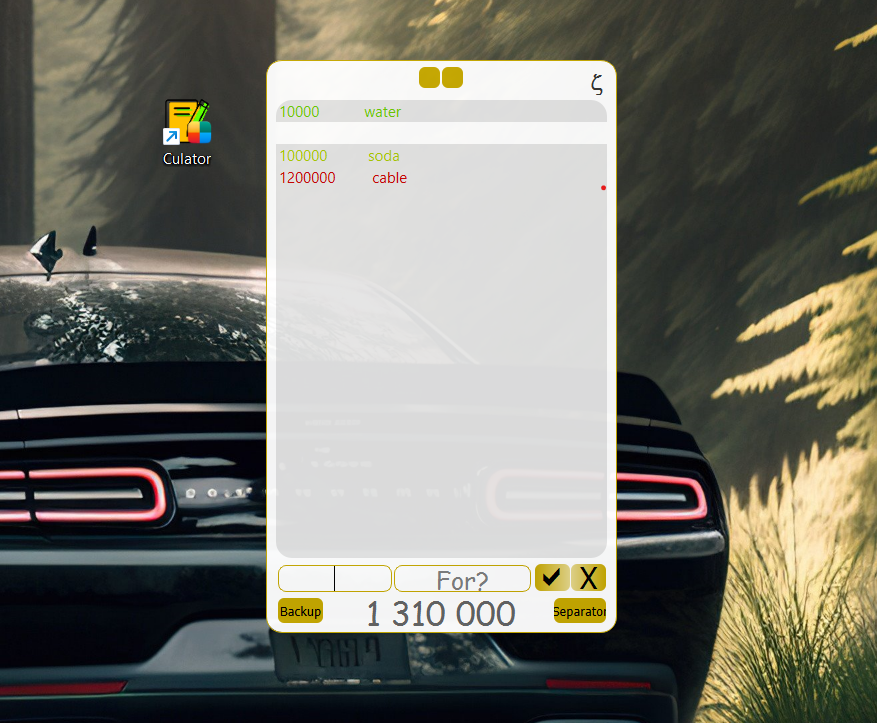 ζ
10000 water
Culator
100000 soda
1200000 cable
For?
X
Backup
1 310 000
Separator